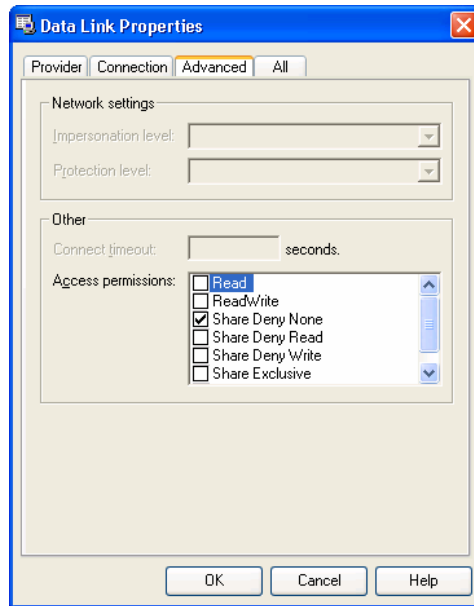 Data Link Properties
Provider Connection Advanced All
Network settings
Impersonation level:
Protection level:
Other
Connect timeout: seconds.
Access permissions: Read
ReadWrite
Share Deny None
Share Deny Read
Share Deny Write
Share Exclusive
OK Cancel Help